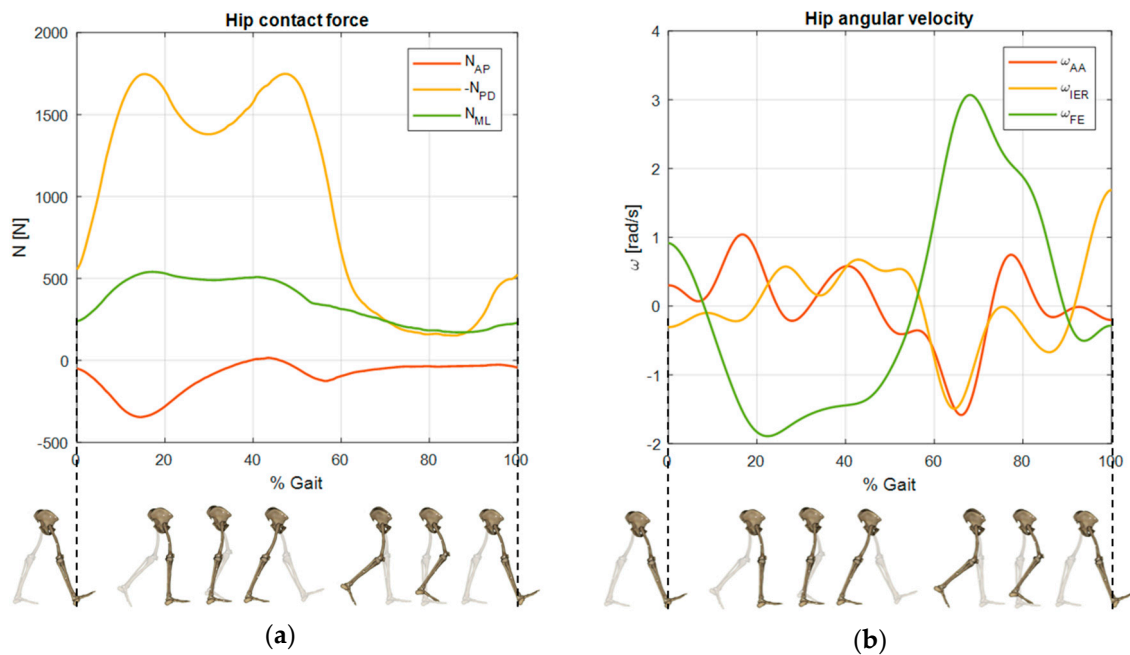 Hip contact force
2000
1500
1000
500
0
-500
N [N]
N_AP
-N_PD
N_ML
0 20 40 60 80 100
% Gait
(a)
Hip angular velocity
4
3
2
1
0
-1
-2
ω [rad/s]
ω_AA
ω_IER
ω_FE
0 20 40 60 80 100
% Gait
(b)